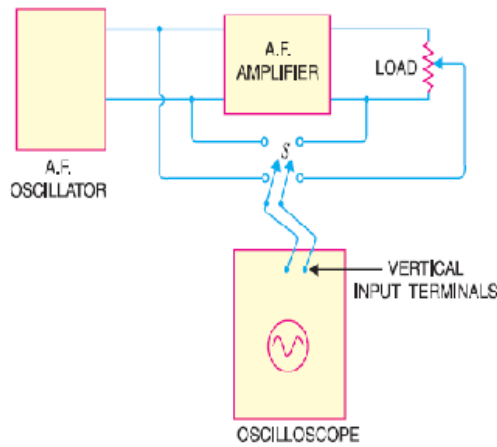 A.F.
AMPLIFIER
LOAD
S
A.F.
OSCILLATOR
VERTICAL
INPUT TERMINALS
OSCILLOSCOPE